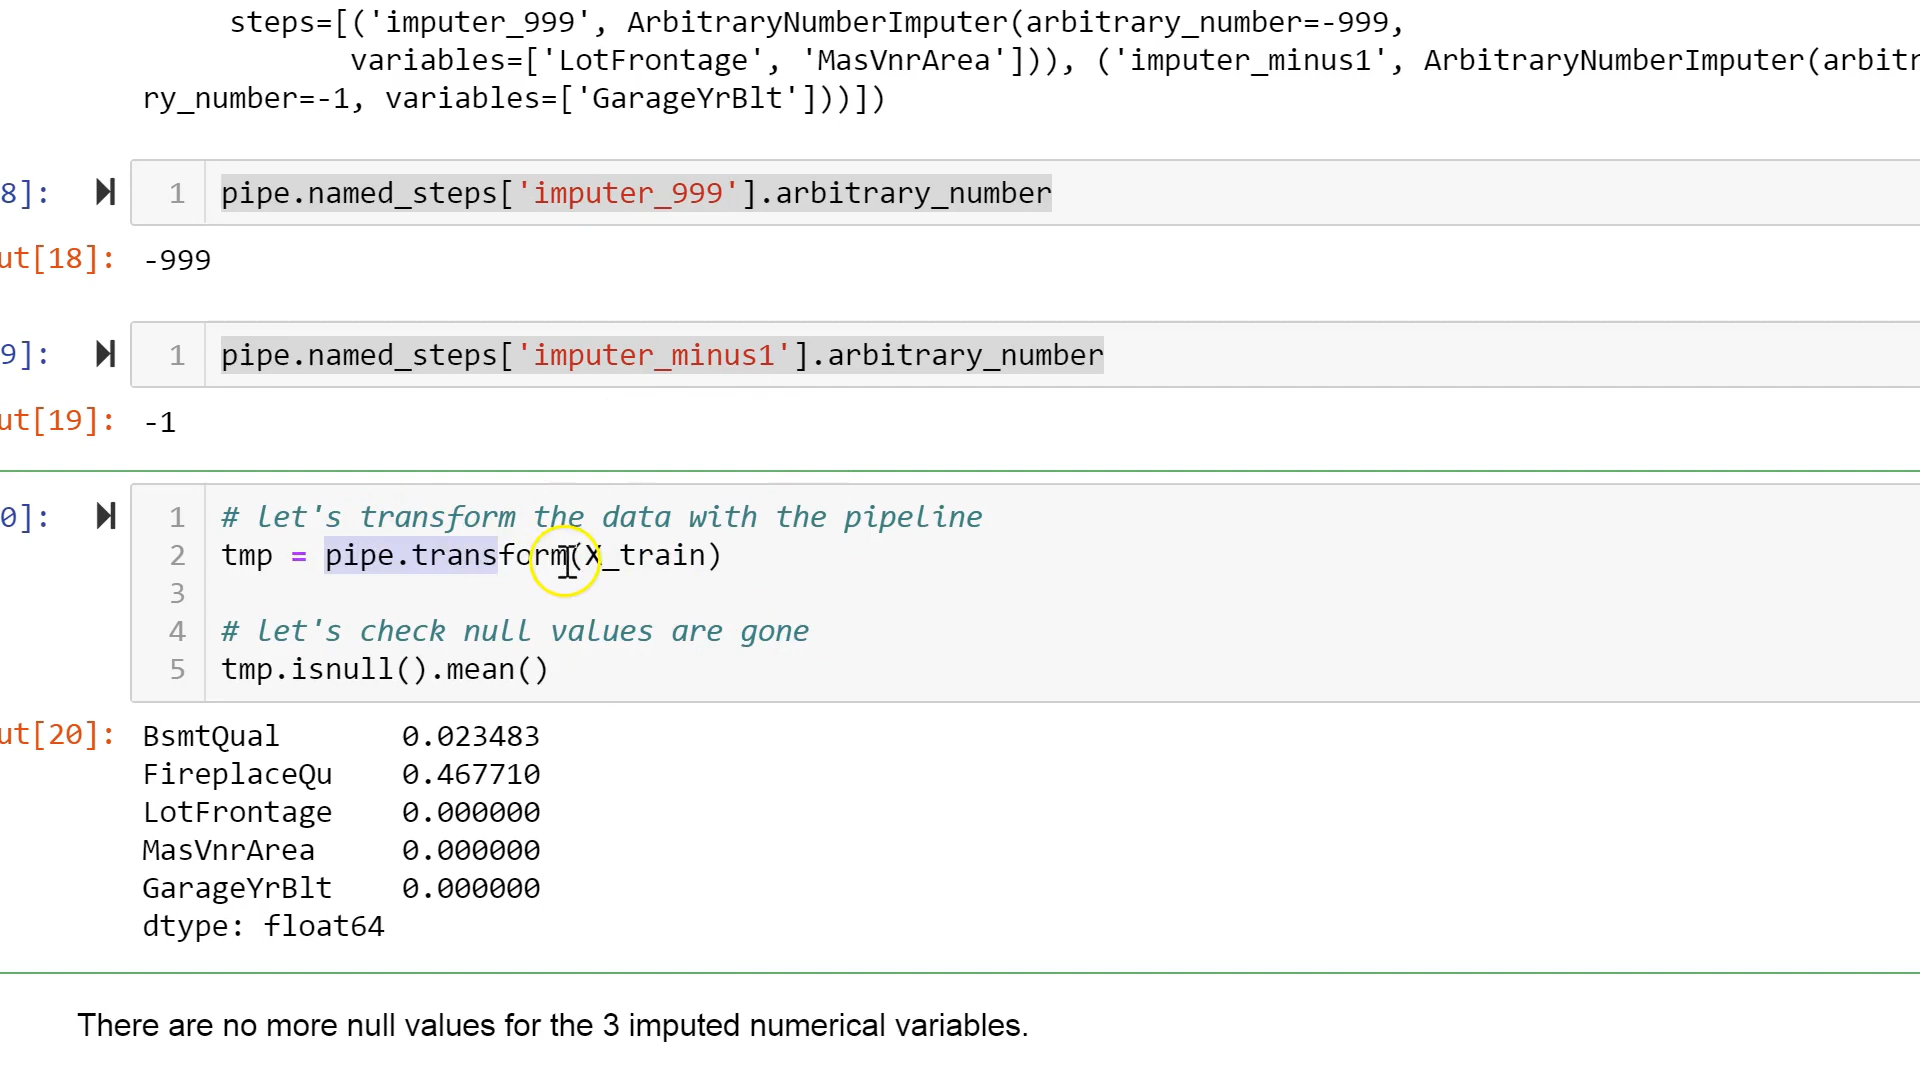 steps=[('imputer_999', ArbitraryNumberImputer(arbitrary_number=-999,
variables=['LotFrontage', 'MasVnrArea'])), ('imputer_minus1', ArbitraryNumberImputer(arbitr
ry_number=-1, variables=['GarageYrBlt']))])
8]: 1 pipe.named_steps['imputer_999'].arbitrary_number
ut[18]: -999
9]: 1 pipe.named_steps['imputer_minus1'].arbitrary_number
ut[19]: -1
0]: 1 # let's transform the data with the pipeline
2 tmp = pipe.transform(X_train)
3
4 # let's check null values are gone
5 tmp.isnull().mean()
ut[20]: BsmtQual 0.023483
FireplaceQu 0.467710
LotFrontage 0.000000
MasVnrArea 0.000000
GarageYrBlt 0.000000
dtype: float64
There are no more null values for the 3 imputed numerical variables.